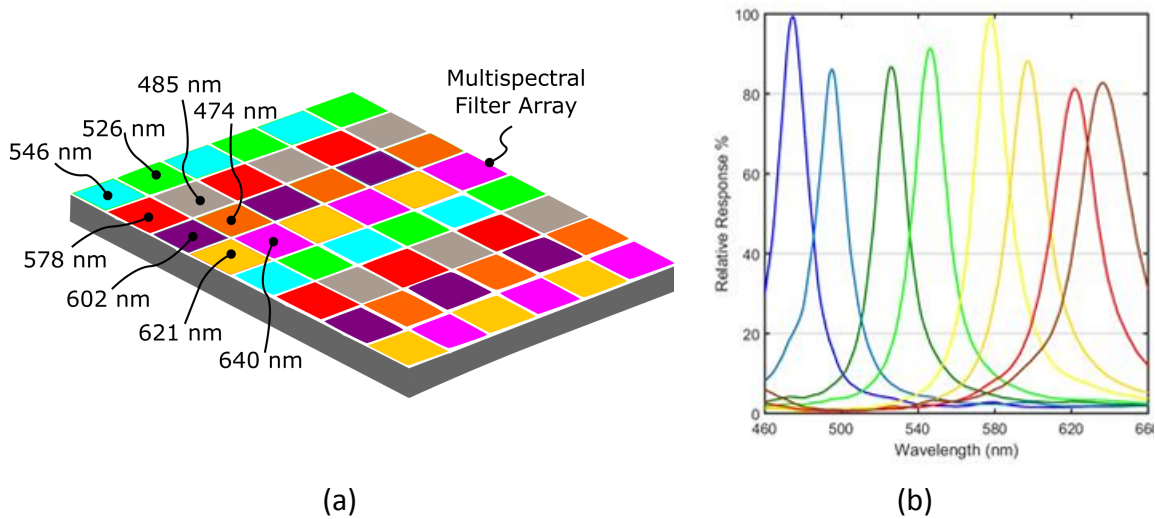 485 nm
474 nm
526 nm
546 nm
Multispectral
Filter Array
578 nm
602 nm
621 nm
640 nm
(a)
100
80
60
40
20
0
Relative Response %
460
500
540
580
620
660
Wavelength (nm)
(b)